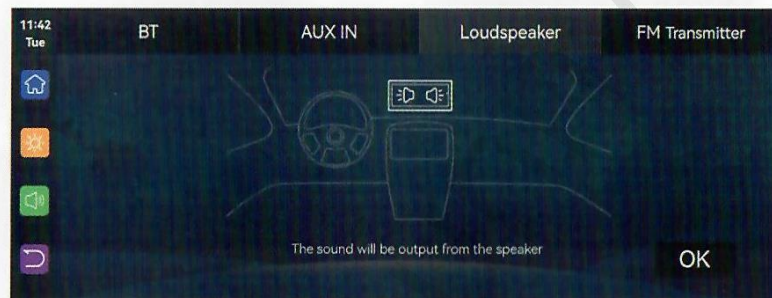 11:42
Tue
BT
AUX IN
Loudspeaker
FM Transmitter
The sound will be output from the speaker
OK